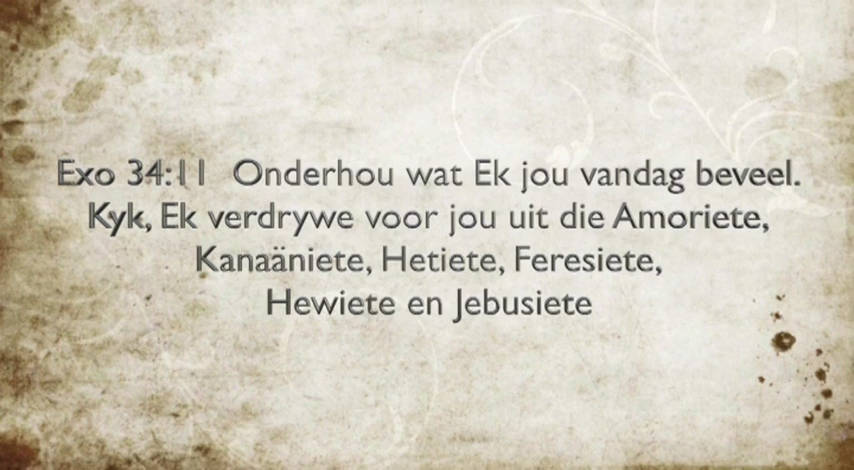 Exo 34:11 Onderhou wat Ek jou vandag beveel.
Kyk, Ek verdrywe voor jou uit die Amoriete,
Kanaäniete, Hetiete, Feresiete,
Hewiete en Jebusiete